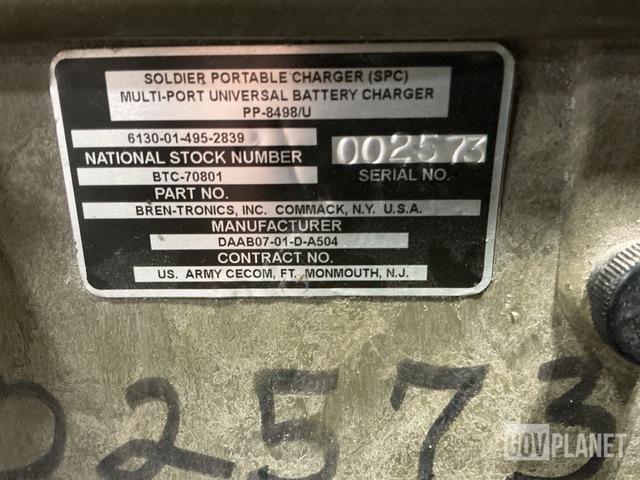 SOLDIER PORTABLE CHARGER (SPC)
MULTI-PORT UNIVERSAL BATTERY CHARGER
PP-8498/U
6130-01-495-2839
NATIONAL STOCK NUMBER
002573
SERIAL NO.
BTC-70801
PART NO.
BREN-TRONICS, INC. COMMACK, N.Y. U.S.A.
MANUFACTURER
DAAB07-01-D-A504
CONTRACT NO.
US. ARMY CECOM, FT. MONMOUTH, N.J.
02573
GOVPLANET